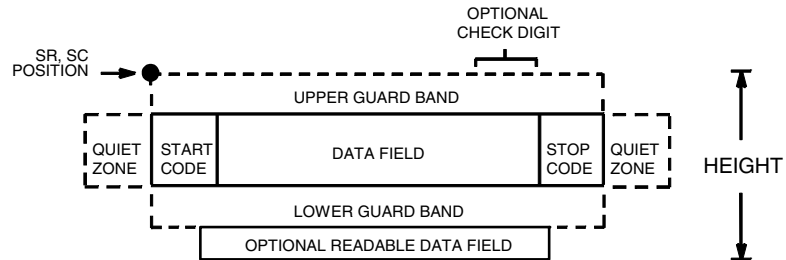 OPTIONAL
CHECK DIGIT
SR, SC
POSITION
UPPER GUARD BAND
QUIET
ZONE
START
CODE
DATA FIELD
STOP
CODE
QUIET
ZONE
HEIGHT
LOWER GUARD BAND
OPTIONAL READABLE DATA FIELD